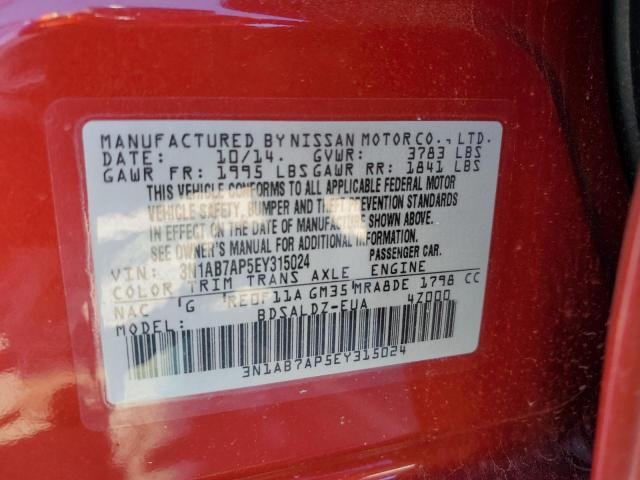 MANUFACTURED BY NISSAN MOTOR CO., LTD.
DATE: 10/14. GVWR: 3783 LBS
GAWR FR: 1995 LBS GAWR RR: 1841 LBS
THIS VEHICLE CONFORMS TO ALL APPLICABLE FEDERAL MOTOR
VEHICLE SAFETY, BUMPER AND THEFT PREVENTION STANDARDS
IN EFFECT ON THE DATE OF MANUFACTURE SHOWN ABOVE.
SEE OWNER'S MANUAL FOR ADDITIONAL INFORMATION.
VIN: 3N1AB7AP5EY315024 PASSENGER CAR.
COLOR TRIM TRANS AXLE ENGINE
NAC 'G 'RE0F11A GM35 'MRA8DE 1798 CC
MODEL: BDSALDZ-EUA 4Z000
3N1AB7AP5EY315024